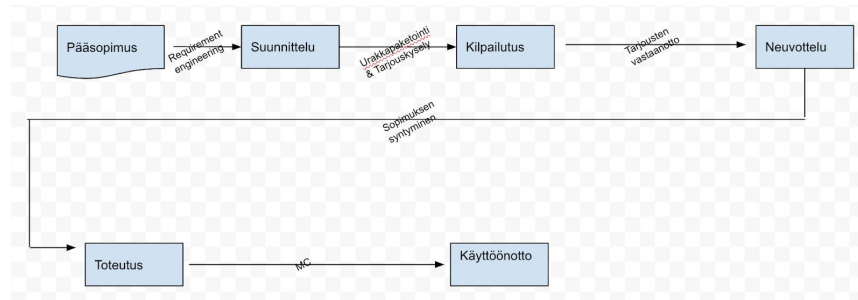 Pääsopimus
Requirement
engineering
Suunnittelu
Urakkapaketointi
& Tarjouskysely
Kilpailutus
Tarjousten
vastaanotto
Neuvottelu
Sopimuksen
syntyminen
Toteutus
MC
Käyttöönotto